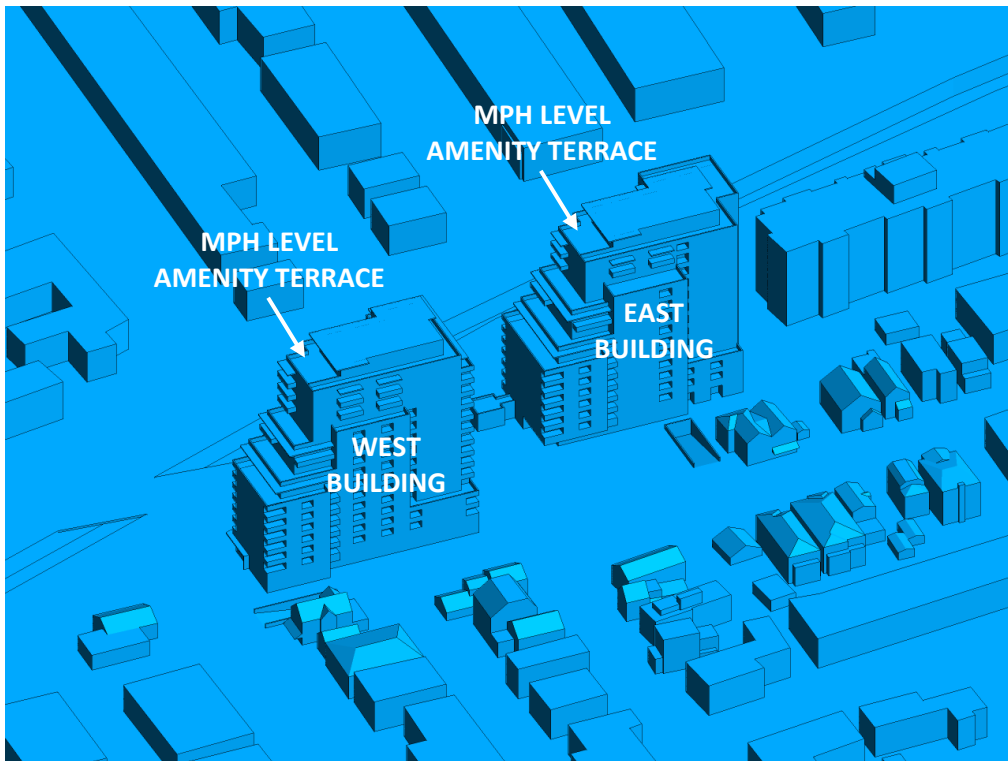 MPH LEVEL
AMENITY TERRACE
MPH LEVEL
AMENITY TERRACE
EAST
BUILDING
WEST
BUILDING